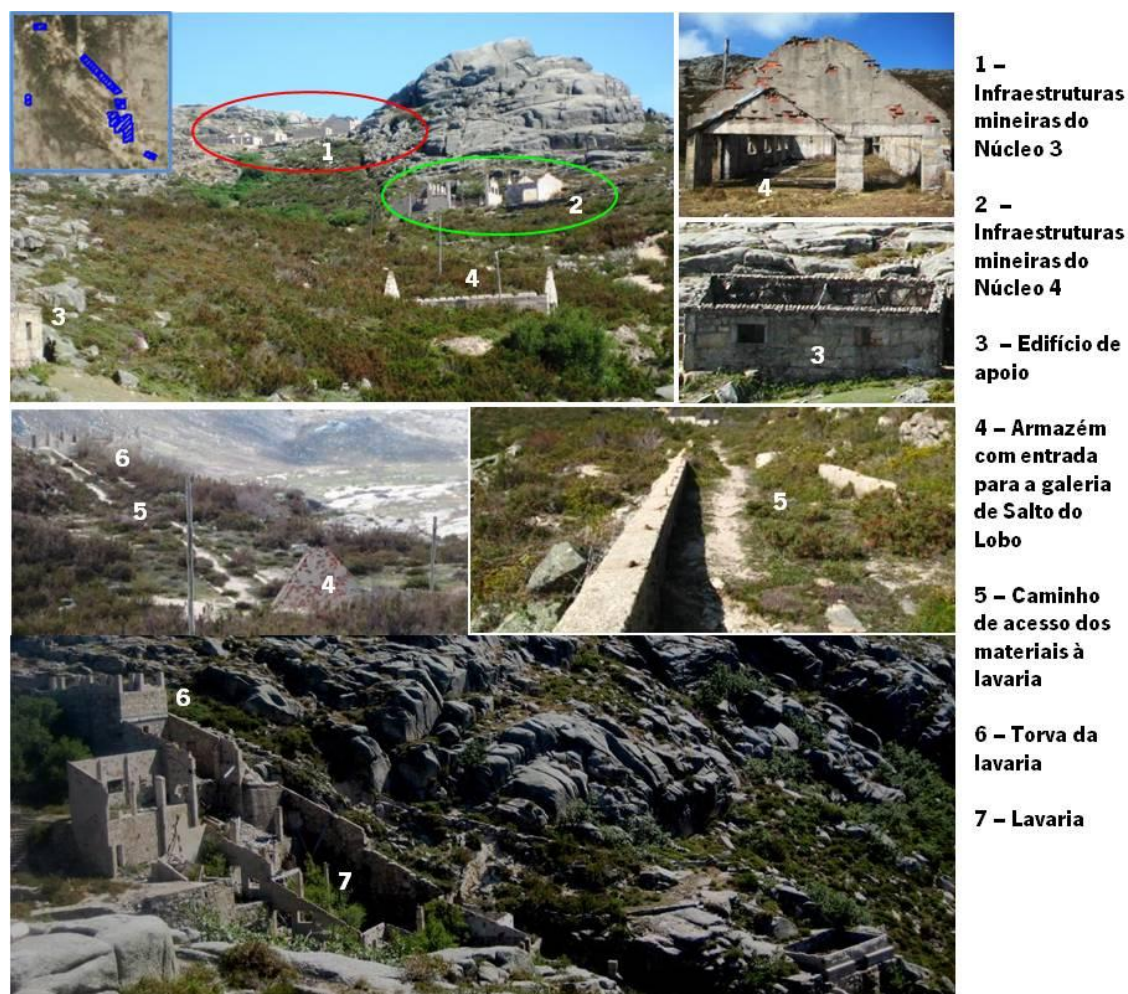 1
2
4
3
4
3
6
5
4
5
6
7
1 –
Infraestruturas
mineiras do
Núcleo 3
2 –
Infraestruturas
mineiras do
Núcleo 4
3 – Edifício de
apoio
4 – Armazém
com entrada
para a galeria
de Salto do
Lobo
5 – Caminho
de acesso dos
materiais à
lavaria
6 – Torva da
lavaria
7 – Lavaria